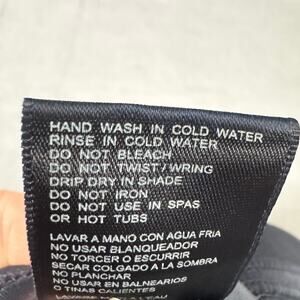 HAND WASH IN COLD WATER
RINSE IN COLD WATER
DO NOT BLEACH
DO NOT TWIST/WRING
DRIP DRY IN SHADE
DO NOT IRON
DO NOT USE IN SPAS
OR HOT TUBS
LAVAR A MANO CON AGUA FRIA
NO USAR BLANQUEADOR
NO TORCER O ESCURRIR
SECAR COLGADO A LA SOMBRA
NO PLANCHAR
NO USAR EN BALNEARIOS
O TINAS CALIENTES